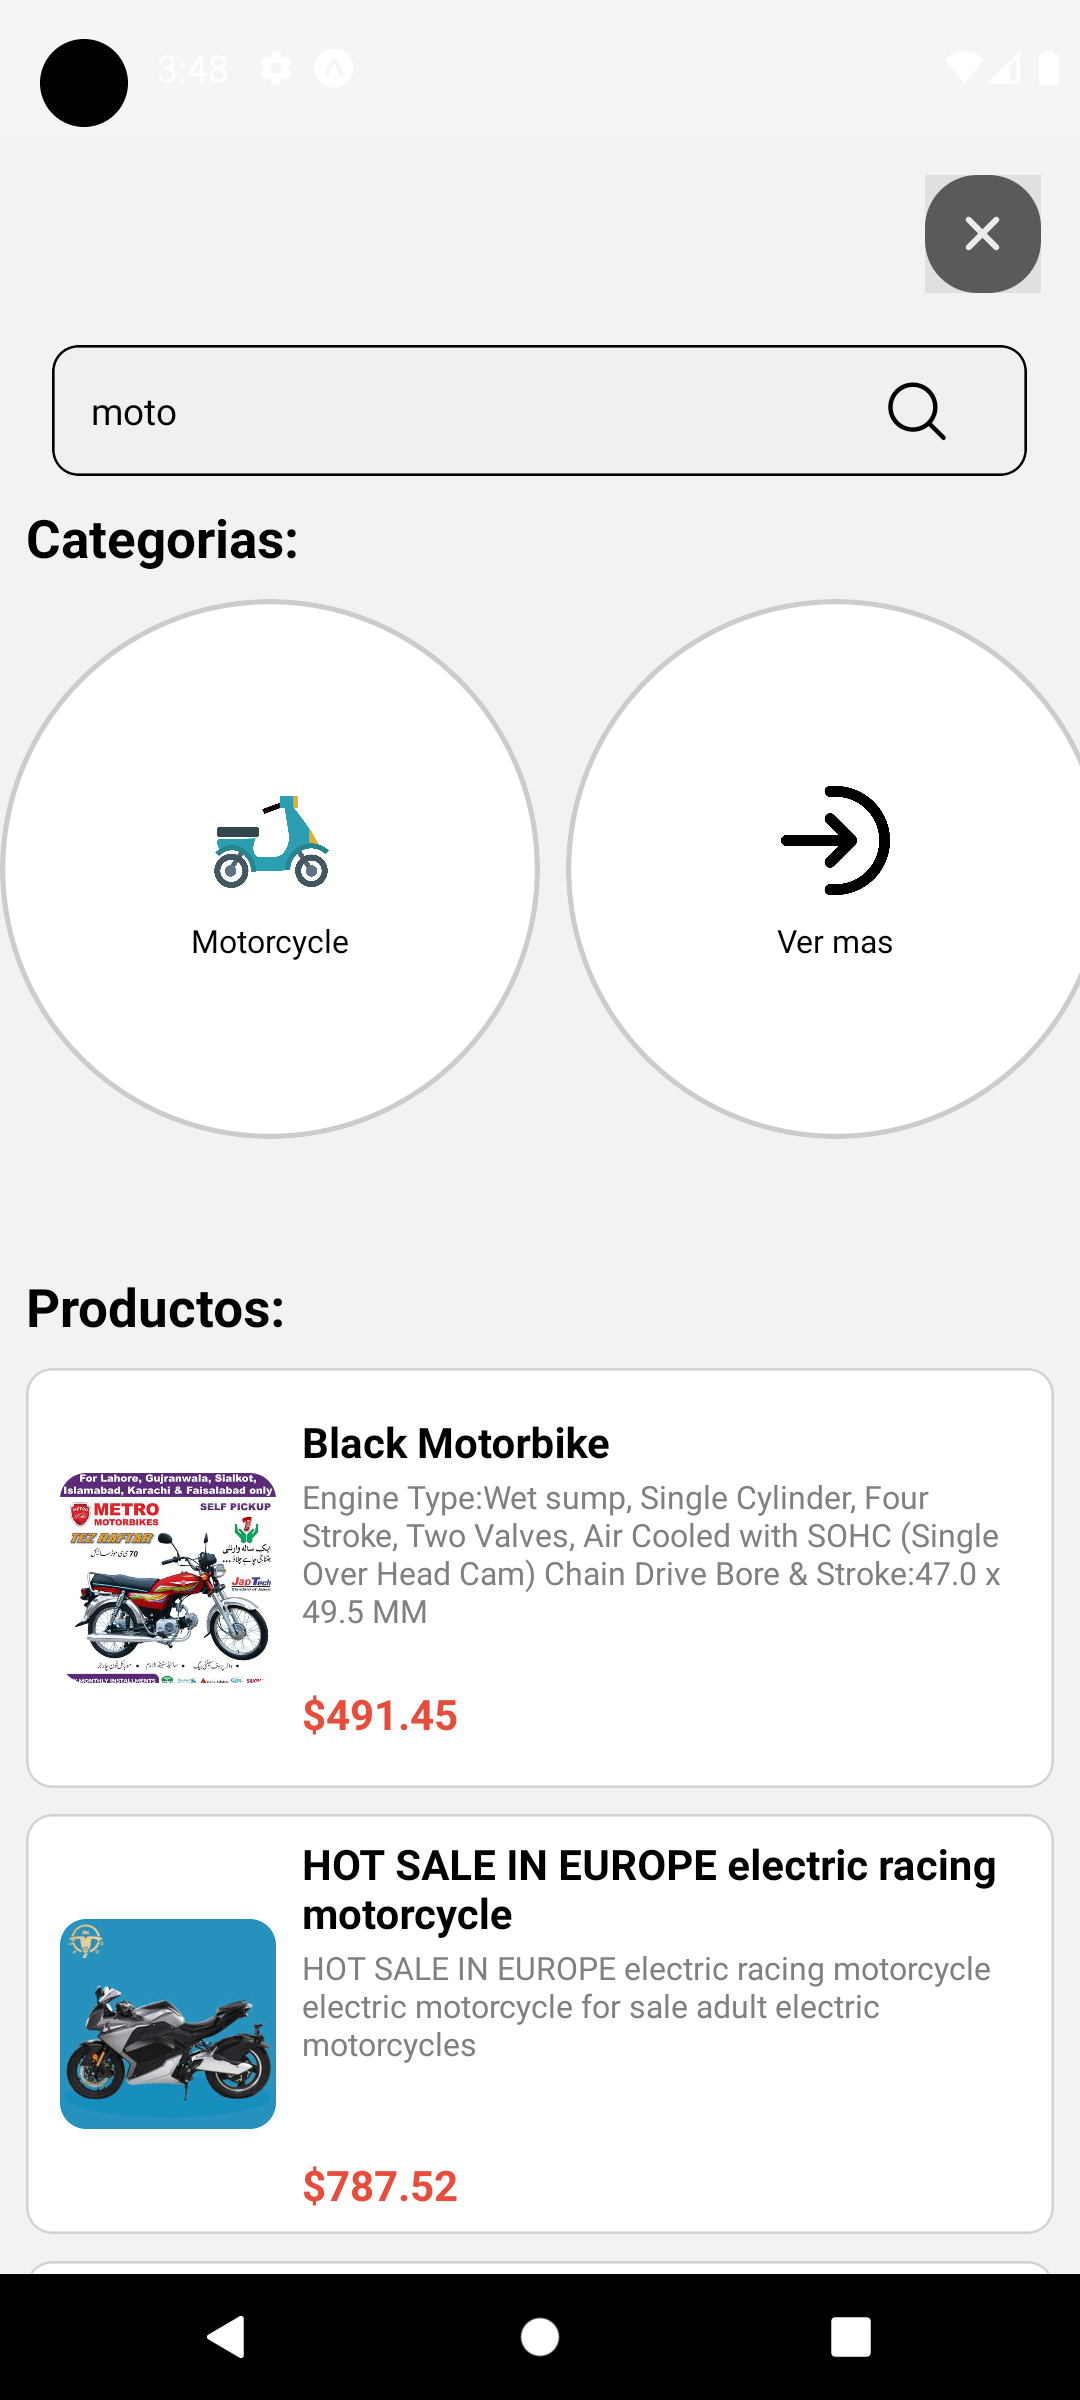 3:48
moto
Categorias:
Motorcycle
Ver mas
Productos:
Black Motorbike
Engine Type:Wet sump, Single Cylinder, Four
Stroke, Two Valves, Air Cooled with SOHC (Single
Over Head Cam) Chain Drive Bore & Stroke:47.0 x
49.5 MM
$491.45
For Lahore, Gujranwala, Sialkot,
Islamabad, Karachi & Faisalabad only
METRO
MOTORBIKES
SELF PICKUP
TEZ RAFTAR
70
JapTech
MONTHLY INSTALLMENTS
HOT SALE IN EUROPE electric racing
motorcycle
HOT SALE IN EUROPE electric racing motorcycle
electric motorcycle for sale adult electric
motorcycles
$787.52